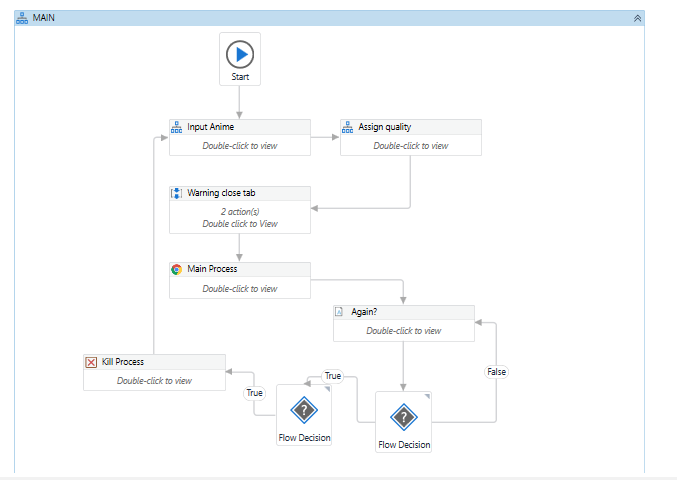 MAIN
Start
Input Anime
Double-click to view
Assign quality
Double-click to view
Warning close tab
2 action(s)
Double click to View
Main Process
Double-click to view
Again?
Double-click to view
Kill Process
Double-click to view
True
True
False
Flow Decision
Flow Decision